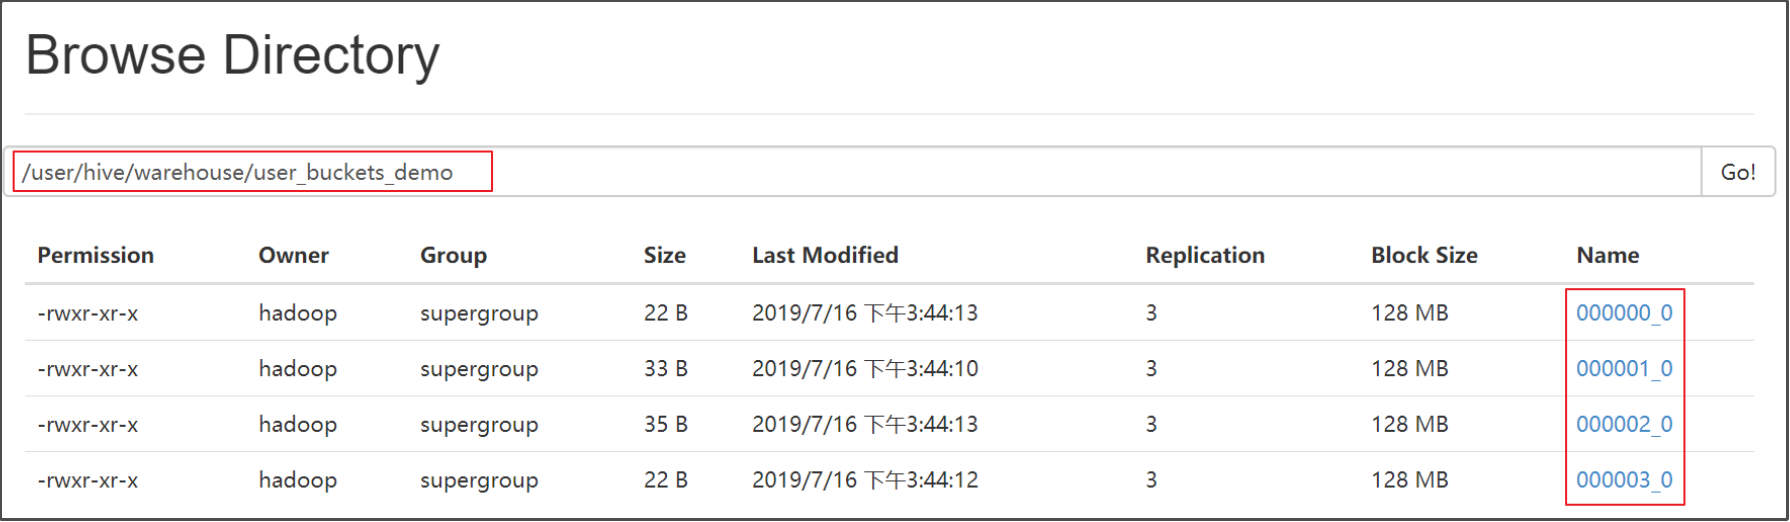 Browse Directory
/user/hive/warehouse/user_buckets_demo Go!
Permission Owner Group Size Last Modified Replication Block Size Name
-rwxr-xr-x hadoop supergroup 22 B 2019/7/16 下午3:44:13 3 128 MB 000000_0
-rwxr-xr-x hadoop supergroup 33 B 2019/7/16 下午3:44:10 3 128 MB 000001_0
-rwxr-xr-x hadoop supergroup 35 B 2019/7/16 下午3:44:13 3 128 MB 000002_0
-rwxr-xr-x hadoop supergroup 22 B 2019/7/16 下午3:44:12 3 128 MB 000003_0